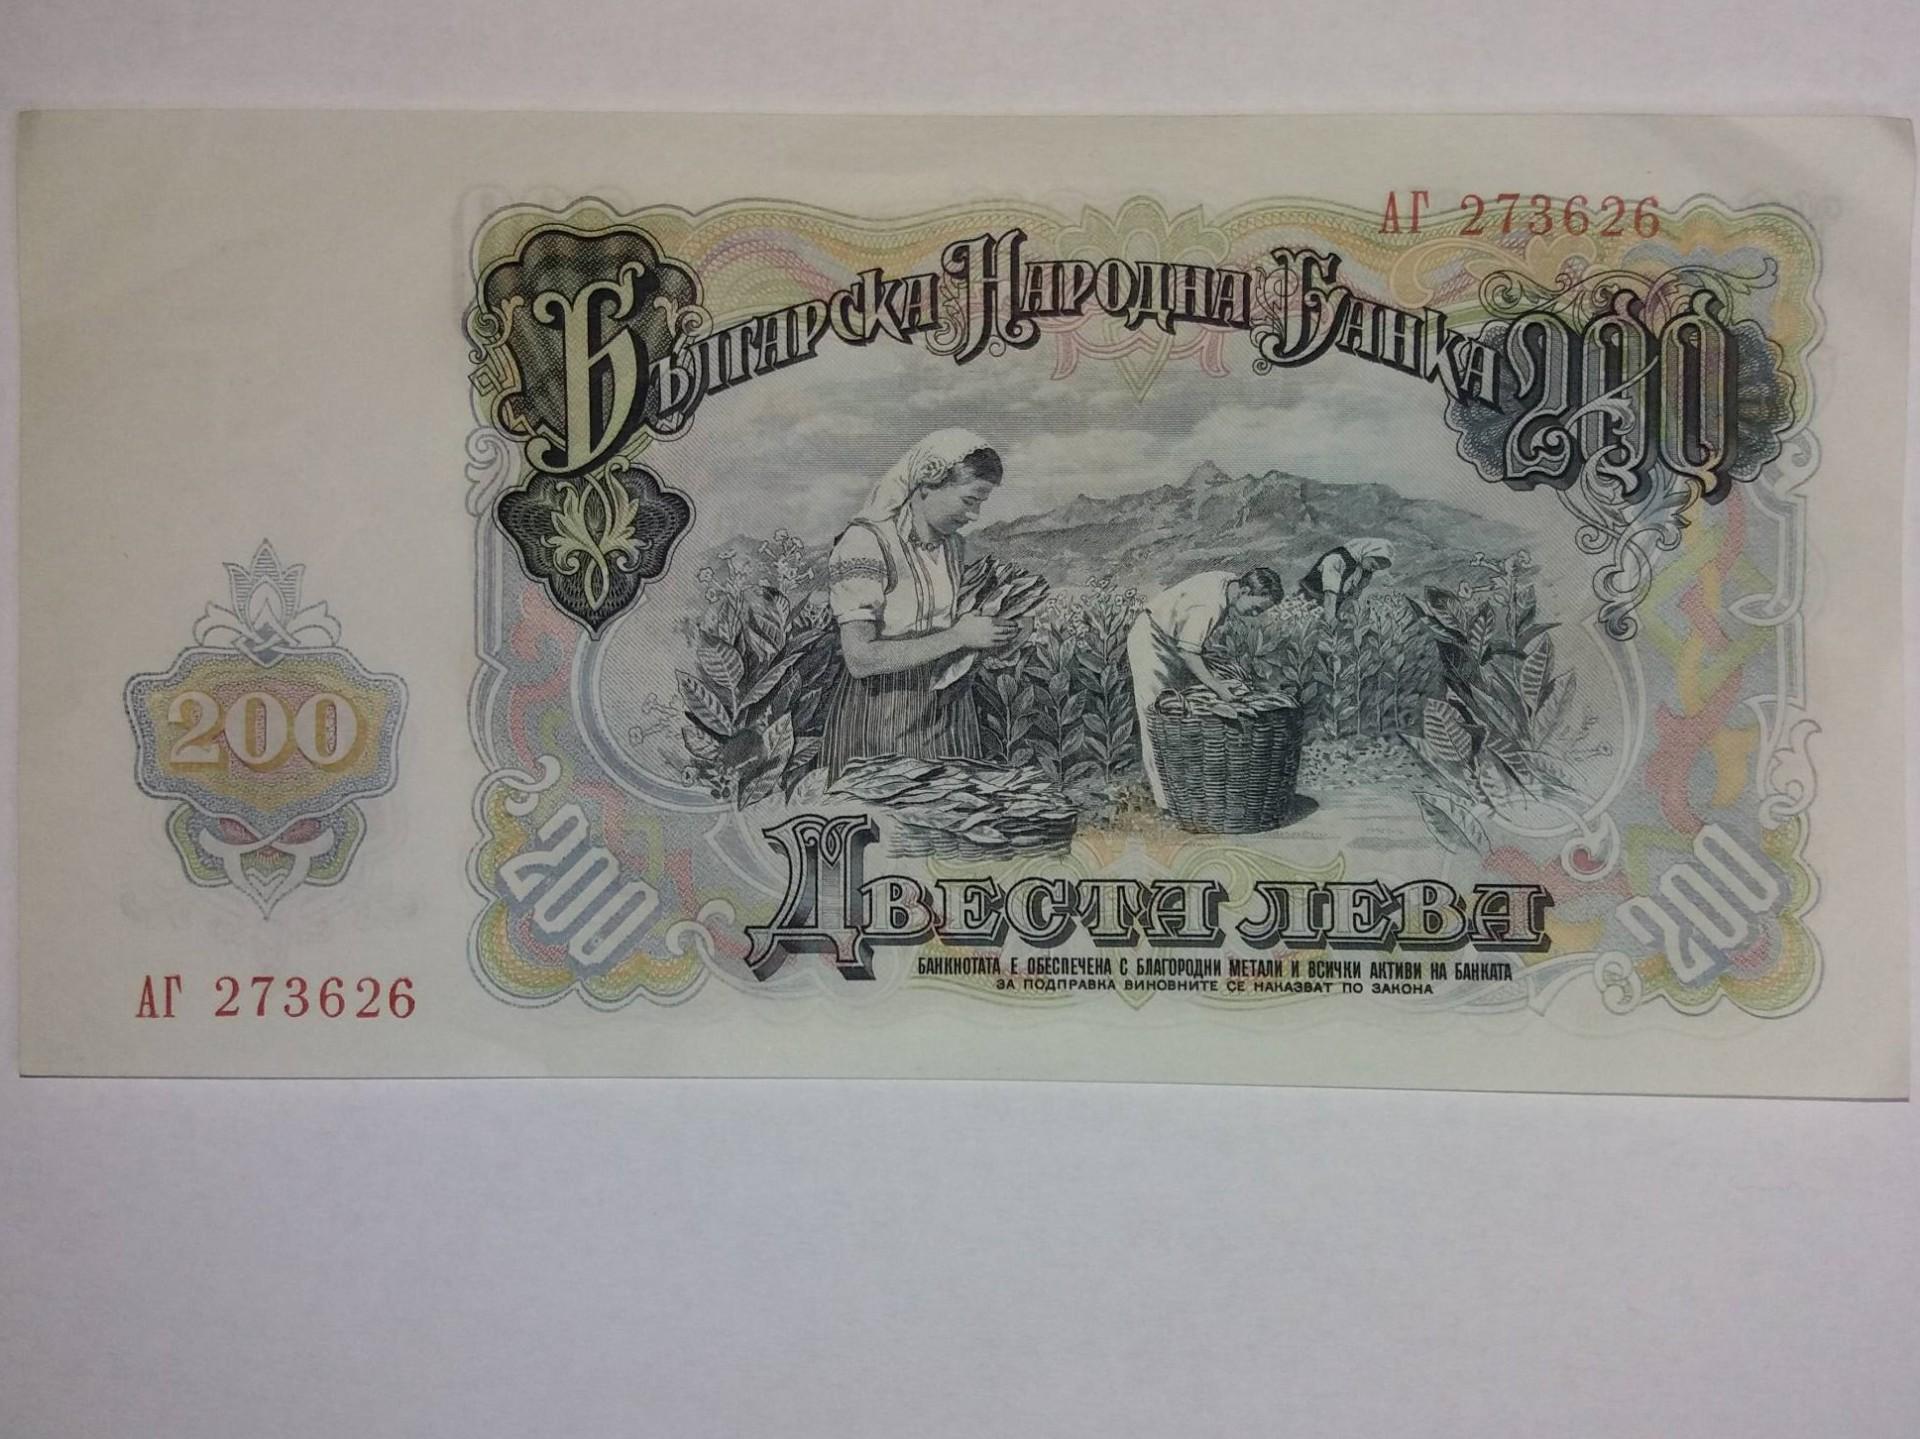 АГ 273626
Българска Народна Банка 200
200
Двеста лева
200 200
БАНКНОТАТА Е ОБЕСПЕЧЕНА С БЛАГОРОДНИ МЕТАЛИ И ВСИЧКИ АКТИВИ НА БАНКАТА
ЗА ПОДПРАВКА ВИНОВНИТЕ СЕ НАКАЗВАТ ПО ЗАКОНА
АГ 273626